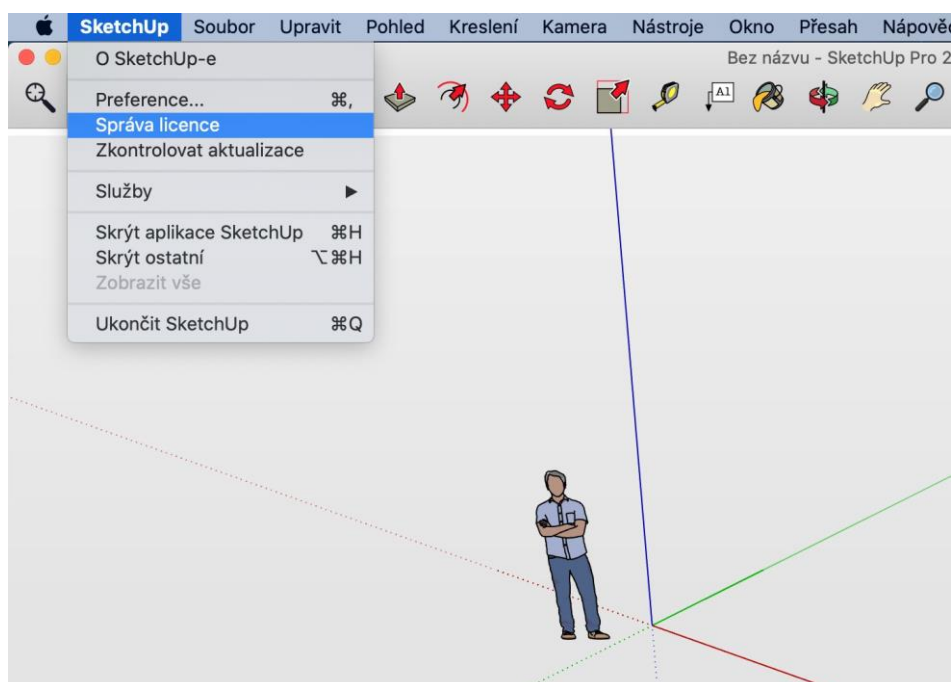 SketchUp Soubor Upravit Pohled Kreslení Kamera Nástroje Okno Přesah
Bez názvu - SketchUp Pro 2
A1
O SketchUp-e
Preference... ⌘,
Správa licence
Zkontrolovat aktualizace
Služby ▶
Skrýt aplikace SketchUp ⌘H
Skrýt ostatní ⌥⌘H
Zobrazit vše
Ukončit SketchUp ⌘Q